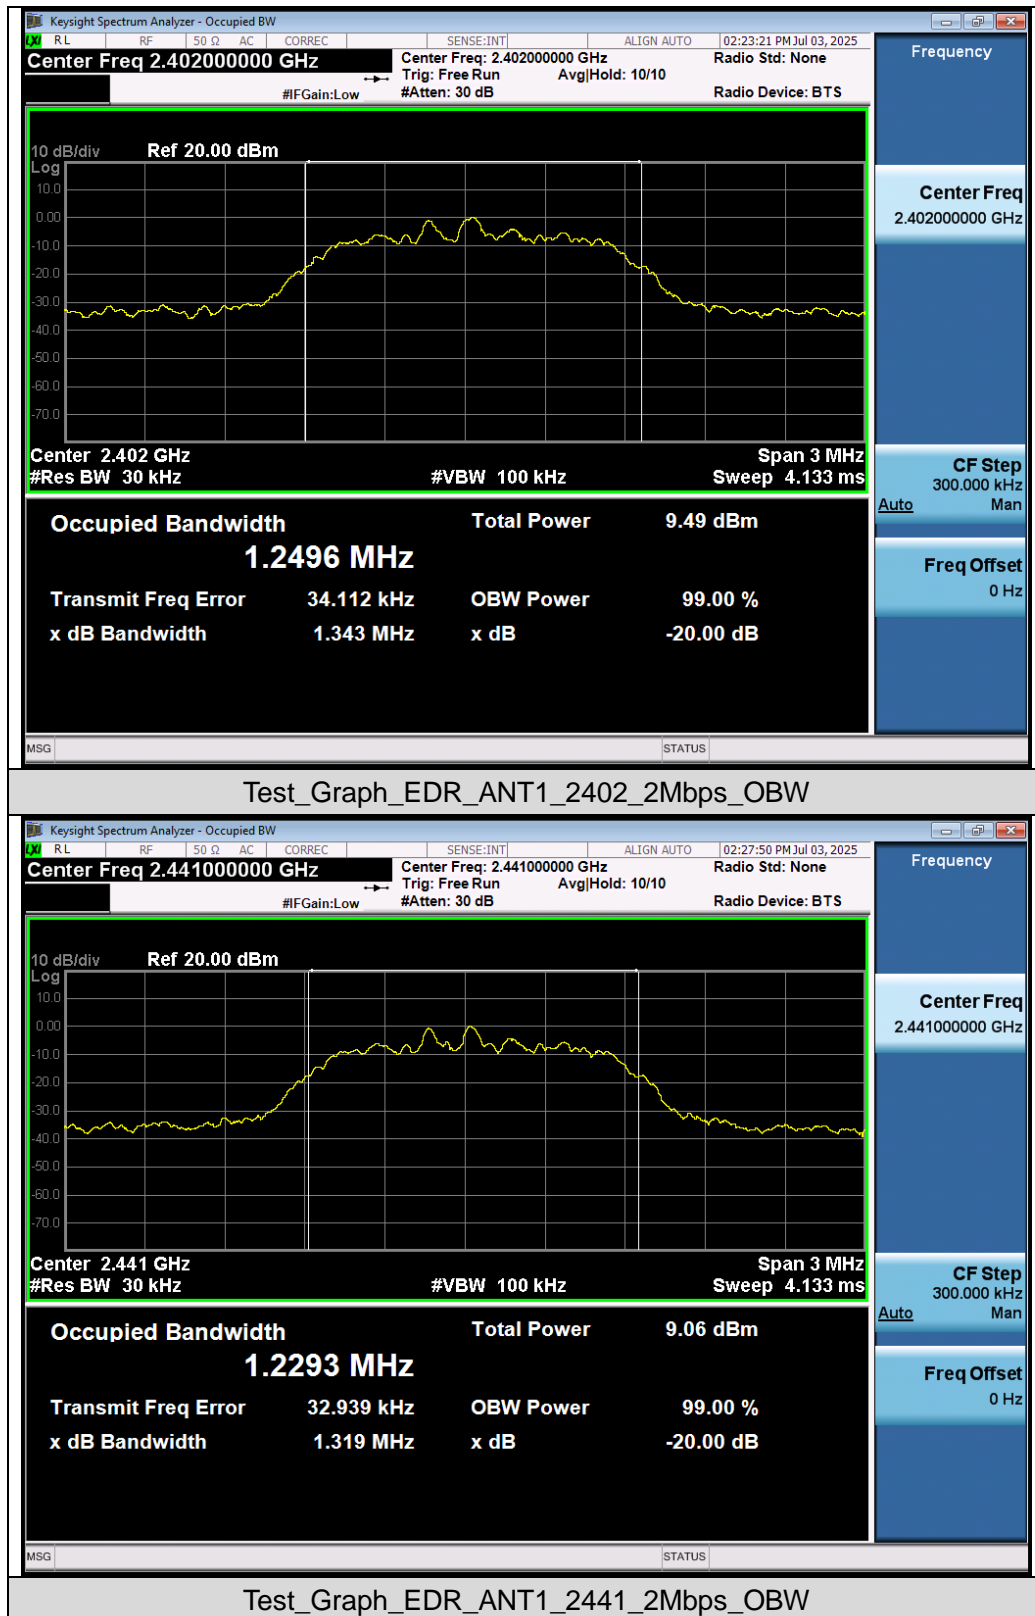 Keysight Spectrum Analyzer - Occupied BW
LXI RL RF 50 Ω AC CORREC SENSE:INT ALIGN AUTO 02:23:21 PM Jul 03, 2025
Center Freq 2.402000000 GHz
Center Freq: 2.402000000 GHz
Radio Std: None
Trig: Free Run Avg|Hold: 10/10
#IFGain:Low
#Atten: 30 dB
Radio Device: BTS
10 dB/div Ref 20.00 dBm
Log
10.0
0.00
-10.0
-20.0
-30.0
-40.0
-50.0
-60.0
-70.0
Center 2.402 GHz Span 3 MHz
#Res BW 30 kHz #VBW 100 kHz Sweep 4.133 ms
Occupied Bandwidth Total Power 9.49 dBm
1.2496 MHz
Transmit Freq Error 34.112 kHz OBW Power 99.00 %
x dB Bandwidth 1.343 MHz x dB -20.00 dB
MSG STATUS
Frequency
Center Freq
2.402000000 GHz
CF Step
300.000 kHz
Auto Man
Freq Offset
0 Hz
Test_Graph_EDR_ANT1_2402_2Mbps_OBW
Keysight Spectrum Analyzer - Occupied BW
LXI RL RF 50 Ω AC CORREC SENSE:INT ALIGN AUTO 02:27:50 PM Jul 03, 2025
Center Freq 2.441000000 GHz
Center Freq: 2.441000000 GHz
Radio Std: None
Trig: Free Run Avg|Hold: 10/10
#IFGain:Low
#Atten: 30 dB
Radio Device: BTS
10 dB/div Ref 20.00 dBm
Log
10.0
0.00
-10.0
-20.0
-30.0
-40.0
-50.0
-60.0
-70.0
Center 2.441 GHz Span 3 MHz
#Res BW 30 kHz #VBW 100 kHz Sweep 4.133 ms
Occupied Bandwidth Total Power 9.06 dBm
1.2293 MHz
Transmit Freq Error 32.939 kHz OBW Power 99.00 %
x dB Bandwidth 1.319 MHz x dB -20.00 dB
MSG STATUS
Frequency
Center Freq
2.441000000 GHz
CF Step
300.000 kHz
Auto Man
Freq Offset
0 Hz
Test_Graph_EDR_ANT1_2441_2Mbps_OBW